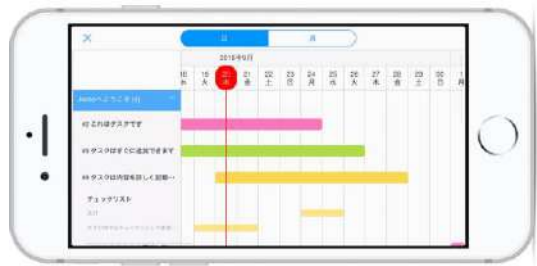 ×
日 月
2018年9月
18 19 20 21 22 23 24 25 26 27 28 29 30
火 水 木 金 土 日 月 火 水 木 金 土 日 月
へようこそ
#2 これはタスクです
#3 タスクはすぐに追加できます
#4 タスクは内容を詳しく記載…
チェックリスト